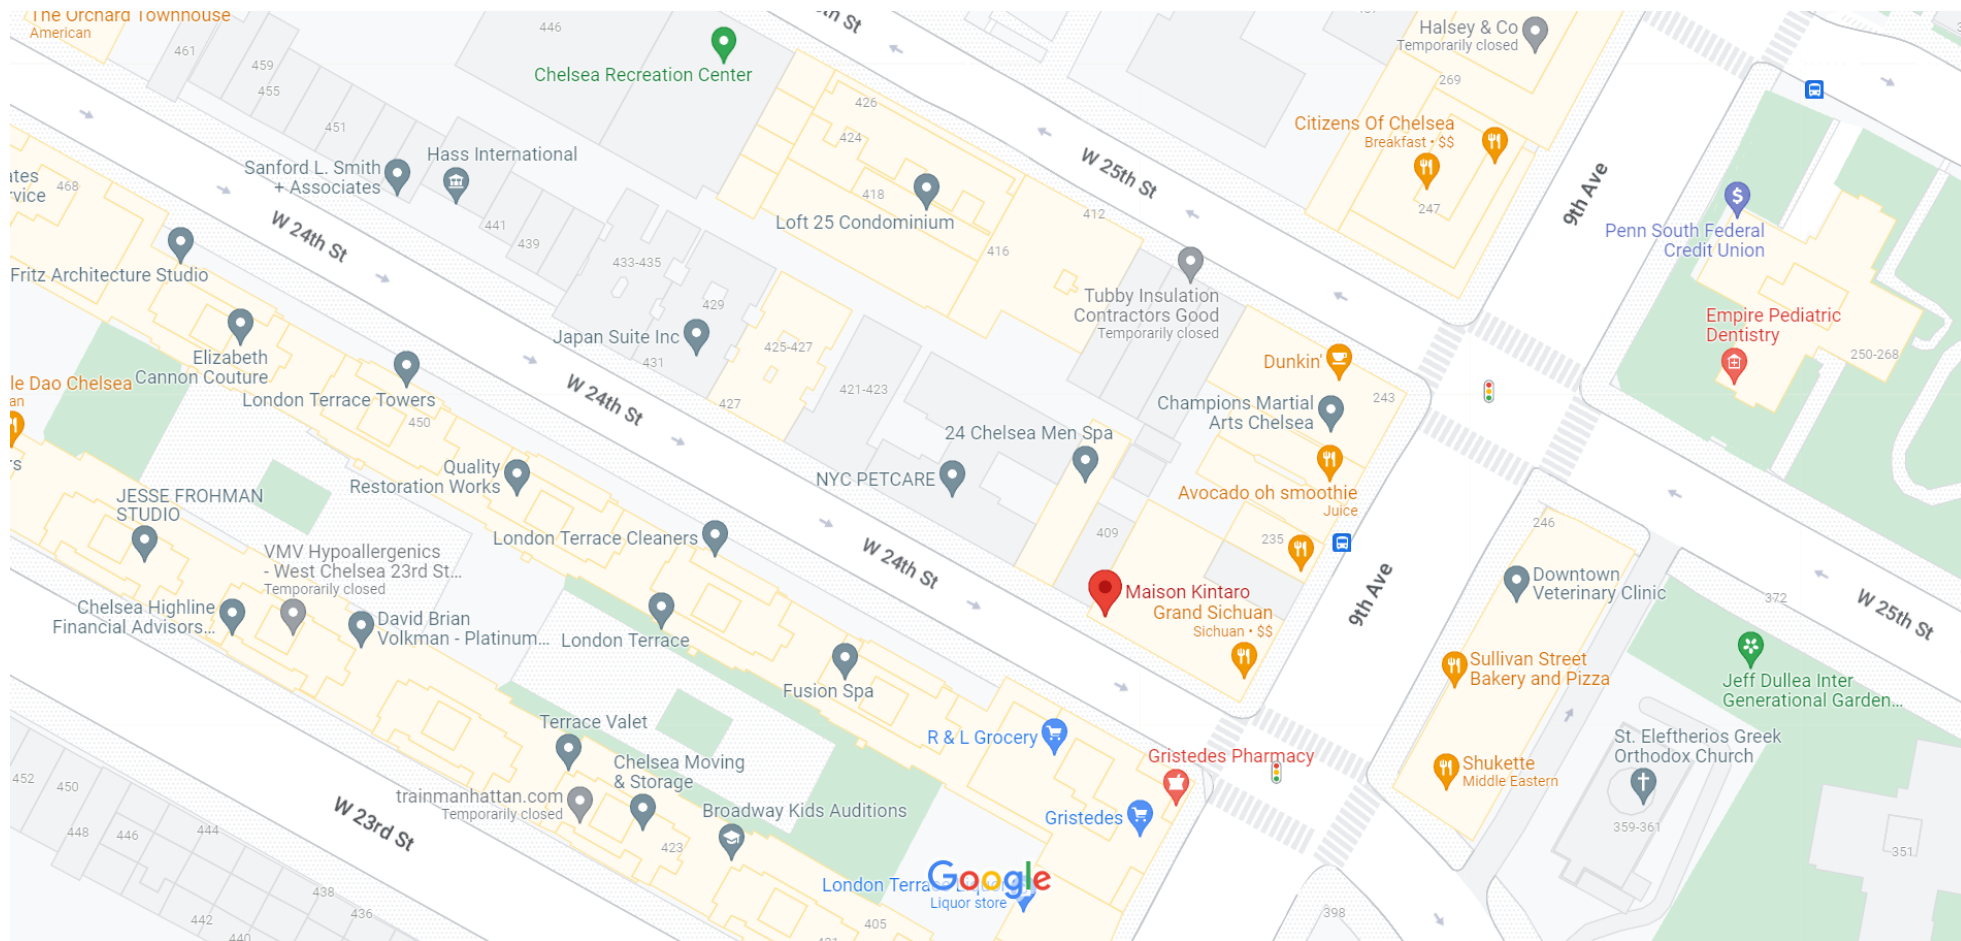 The Orchard Townhouse
American
461
459
455
446
451
Chelsea Recreation Center
Halsey & Co
Temporarily closed
269
426
424
418
Loft 25 Condominium
416
412
W 25th St
Citizens Of Chelsea
Breakfast • $$
247
9th Ave
Penn South Federal
Credit Union
Empire Pediatric
Dentistry
250-268
468
Sanford L. Smith
+ Associates
Hass International
441
439
433-435
429
W 24th St
Fritz Architecture Studio
Elizabeth
Cannon Couture
le Dao Chelsea
London Terrace Towers
450
Japan Suite Inc
431
427
425-427
421-423
W 24th St
Tubby Insulation
Contractors Good
Temporarily closed
Dunkin'
243
Champions Martial
Arts Chelsea
24 Chelsea Men Spa
NYC PETCARE
Avocado oh smoothie
Juice
409
235
246
Quality
Restoration Works
JESSE FROHMAN
STUDIO
London Terrace Cleaners
W 24th St
VMV Hypoallergenics
- West Chelsea 23rd St...
Temporarily closed
Chelsea Highline
Financial Advisors...
David Brian
Volkman - Platinum...
London Terrace
Maison Kintaro
Grand Sichuan
Sichuan • $$
9th Ave
Downtown
Veterinary Clinic
372
W 25th St
Sullivan Street
Bakery and Pizza
Jeff Dullea Inter
Generational Garden...
Fusion Spa
Terrace Valet
R & L Grocery
Gristedes Pharmacy
Shukette
Middle Eastern
St. Eleftherios Greek
Orthodox Church
Chelsea Moving
& Storage
trainmanhattan.com
Temporarily closed
Broadway Kids Auditions
Gristedes
359-361
351
452
450
448
446
444
W 23rd St
423
Google
London Terrace Liquor
Liquor store
438
436
442
440
405
398